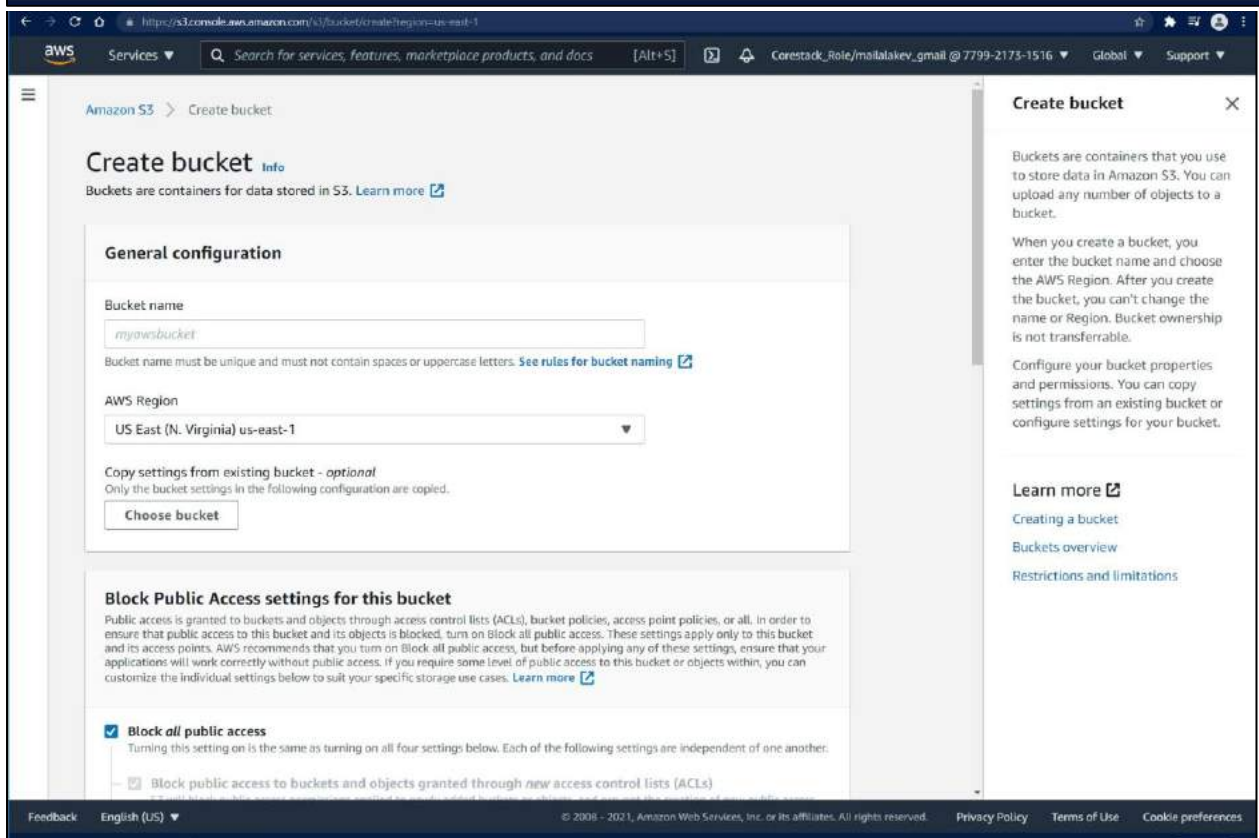 https://s3.console.aws.amazon.com/s3/bucket/create?region=us-east-1
aws
Services ▼
Search for services, features, marketplace products, and docs [Alt+S]
Corestack_Role/mailalakev_gmail @ 7799-2173-1516 ▼
Global ▼
Support ▼
Amazon S3 > Create bucket
Create bucket Info
Buckets are containers for data stored in S3. Learn more
General configuration
Bucket name
myawsbucket
Bucket name must be unique and must not contain spaces or uppercase letters. See rules for bucket naming
AWS Region
US East (N. Virginia) us-east-1
Copy settings from existing bucket - optional
Only the bucket settings in the following configuration are copied.
Choose bucket
Block Public Access settings for this bucket
Public access is granted to buckets and objects through access control lists (ACLs), bucket policies, access point policies, or all. In order to
ensure that public access to this bucket and its objects is blocked, turn on Block all public access. These settings apply only to this bucket
and its access points. AWS recommends that you turn on Block all public access, but before applying any of these settings, ensure that your
applications will work correctly without public access. If you require some level of public access to this bucket or objects within, you can
customize the individual settings below to suit your specific storage use cases. Learn more
Block all public access
Turning this setting on is the same as turning on all four settings below. Each of the following settings are independent of one another.
Block public access to buckets and objects granted through new access control lists (ACLs)
Create bucket
Buckets are containers that you use
to store data in Amazon S3. You can
upload any number of objects to a
bucket.
When you create a bucket, you
enter the bucket name and choose
the AWS Region. After you create
the bucket, you can't change the
name or Region. Bucket ownership
is not transferrable.
Configure your bucket properties
and permissions. You can copy
settings from an existing bucket or
configure settings for your bucket.
Learn more
Creating a bucket
Buckets overview
Restrictions and limitations
Feedback
English (US) ▼
© 2008 - 2021, Amazon Web Services, Inc. or its affiliates. All rights reserved.
Privacy Policy
Terms of Use
Cookie preferences